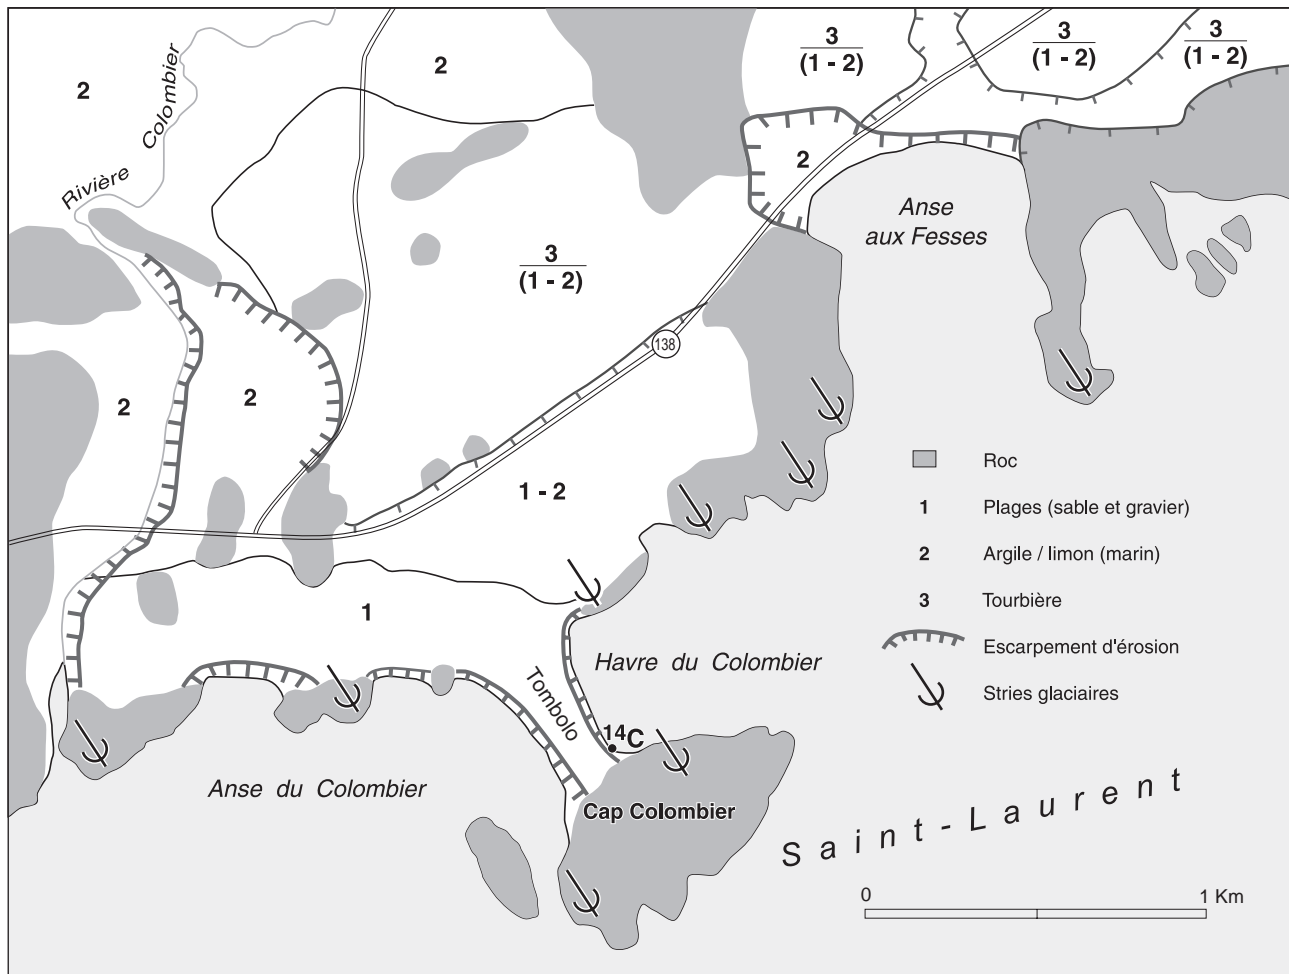 3
(1 - 2)
3
(1 - 2)
3
(1 - 2)
2
2
Rivière Colombier
2
Anse
aux Fesses
3
(1 - 2)
138
2
2
1 - 2
Roc
1 Plages (sable et gravier)
2 Argile / limon (marin)
3 Tourbière
Escarpement d'érosion
Stries glaciaires
1
Havre du Colombier
Tombolo
14C
Anse du Colombier
Cap Colombier
Saint-Laurent
0 1 Km